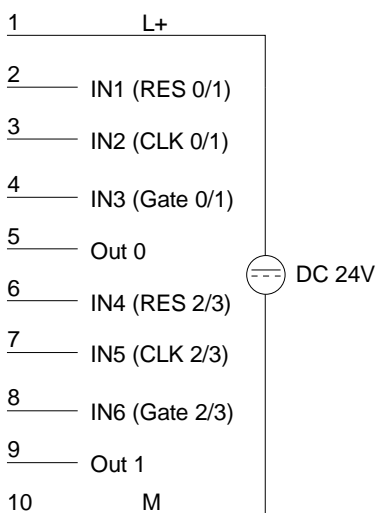 1 L+
2 IN1 (RES 0/1)
3 IN2 (CLK 0/1)
4 IN3 (Gate 0/1)
5 Out 0
DC 24V
6 IN4 (RES 2/3)
7 IN5 (CLK 2/3)
8 IN6 (Gate 2/3)
9 Out 1
10 M